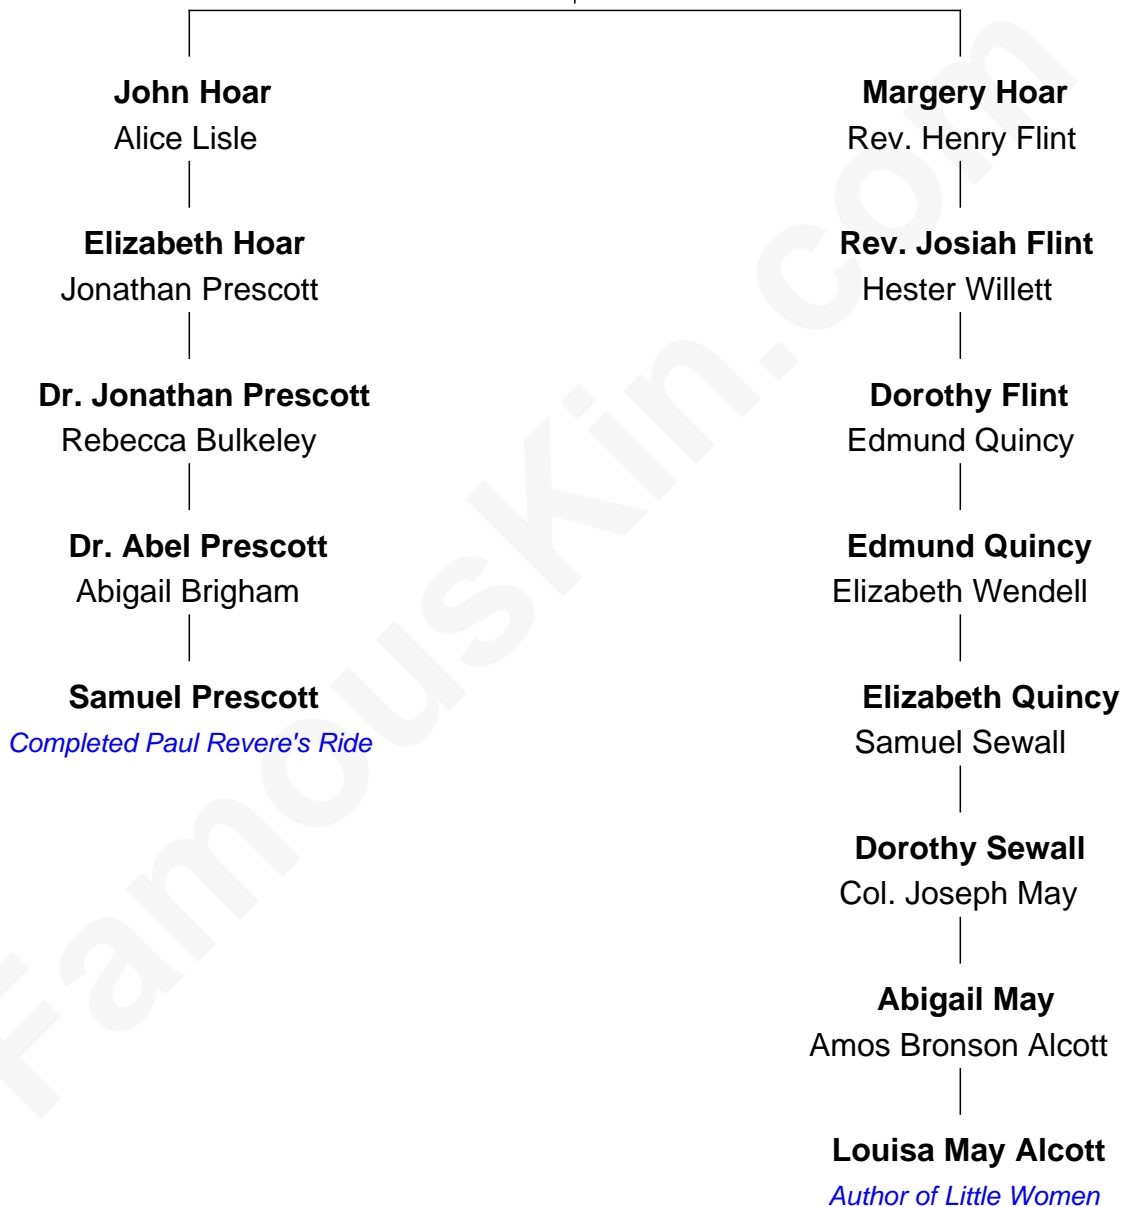 John Hoar
Alice Lisle
Elizabeth Hoar
Jonathan Prescott
Dr. Jonathan Prescott
Rebecca Bulkeley
Dr. Abel Prescott
Abigail Brigham
Samuel Prescott
Completed Paul Revere's Ride
Margery Hoar
Rev. Henry Flint
Rev. Josiah Flint
Hester Willett
Dorothy Flint
Edmund Quincy
Edmund Quincy
Elizabeth Wendell
Elizabeth Quincy
Samuel Sewall
Dorothy Sewall
Col. Joseph May
Abigail May
Amos Bronson Alcott
Louisa May Alcott
Author of Little Women
FamousKin.com